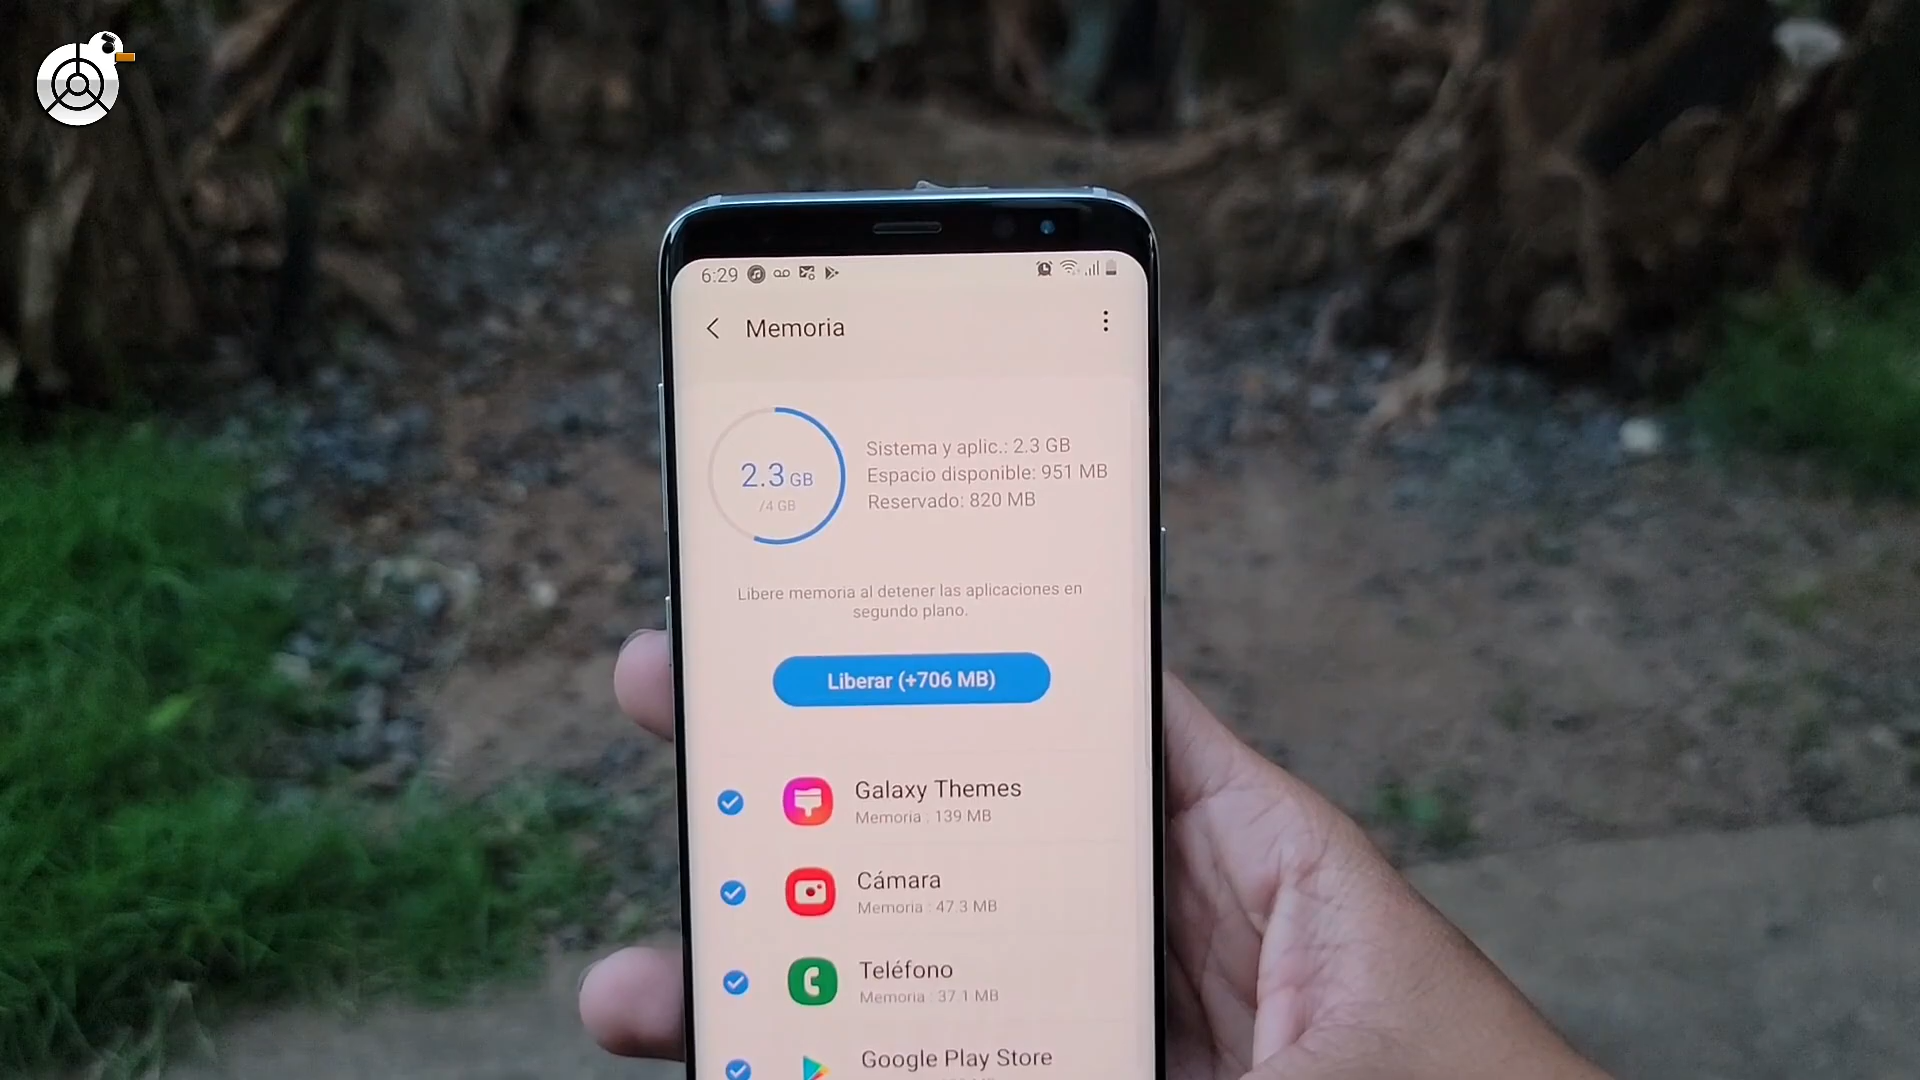 6:29
Memoria
2.3 GB
/4 GB
Sistema y aplic.: 2.3 GB
Espacio disponible: 951 MB
Reservado: 820 MB
Libere memoria al detener las aplicaciones en
segundo plano.
Liberar (+706 MB)
Galaxy Themes
Memoria : 139 MB
Cámara
Memoria : 47.3 MB
Teléfono
Memoria : 37.1 MB
Google Play Store